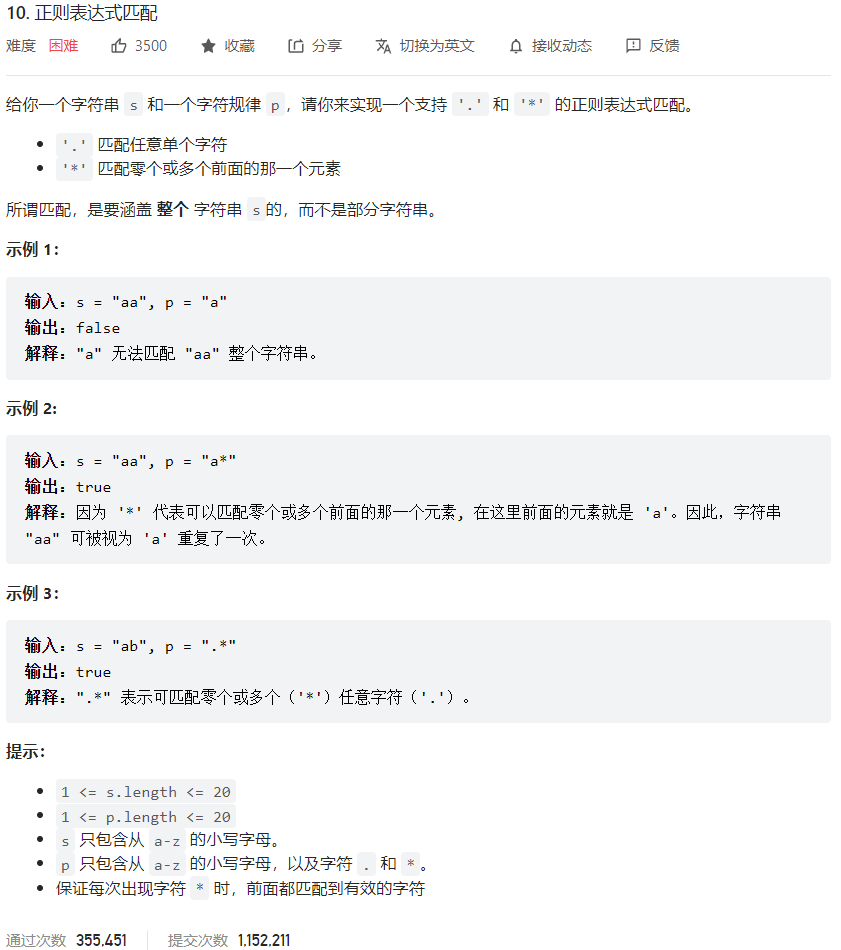 10. 正则表达式匹配
难度 困难 3500 收藏 分享 切换为英文 接收动态 反馈
给你一个字符串 s 和一个字符规律 p，请你来实现一个支持 '.' 和 '*' 的正则表达式匹配。
'.' 匹配任意单个字符
'*' 匹配零个或多个前面的那一个元素
所谓匹配，是要涵盖 整个 字符串 s的，而不是部分字符串。
示例 1：
输入：s = "aa", p = "a"
输出：false
解释："a" 无法匹配 "aa" 整个字符串。
示例 2:
输入：s = "aa", p = "a*"
输出：true
解释：因为 '*' 代表可以匹配零个或多个前面的那一个元素, 在这里前面的元素就是 'a'。因此，字符串
"aa" 可被视为 'a' 重复了一次。
示例 3：
输入：s = "ab", p = ".*"
输出：true
解释：".*" 表示可匹配零个或多个（'*'）任意字符（'.'）。
提示：
1 <= s.length <= 20
1 <= p.length <= 20
s 只包含从 a-z 的小写字母。
p 只包含从 a-z 的小写字母，以及字符 . 和 *。
保证每次出现字符 * 时，前面都匹配到有效的字符
通过次数 355,451 提交次数 1,152,211